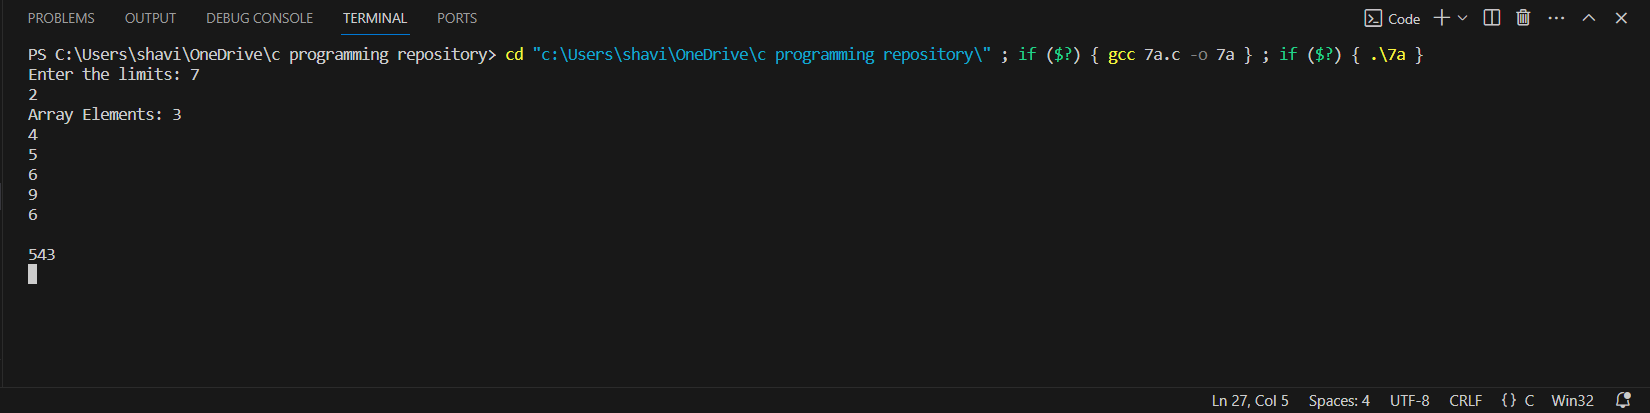 PROBLEMS OUTPUT DEBUG CONSOLE TERMINAL PORTS Code
PS C:\Users\shavi\OneDrive\c programming repository> cd "c:\Users\shavi\OneDrive\c programming repository\" ; if ($?) { gcc 7a.c -o 7a } ; if ($?) { .\7a }
Enter the limits: 7
2
Array Elements: 3
4
5
6
9
6
543
Ln 27, Col 5 Spaces: 4 UTF-8 CRLF {} C Win32